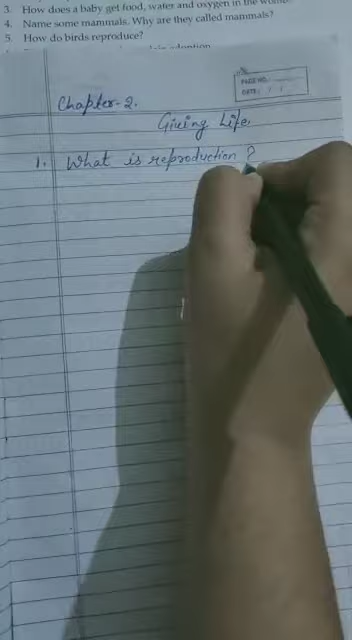 3. How does a baby get food, water and oxygen in the
4. Name some mammals. Why are they called mammals?
5. How do birds reproduce?
PAGE NO.:
DATE: / /
Chapter-2.
Giving Life
1. What is reproduction ?